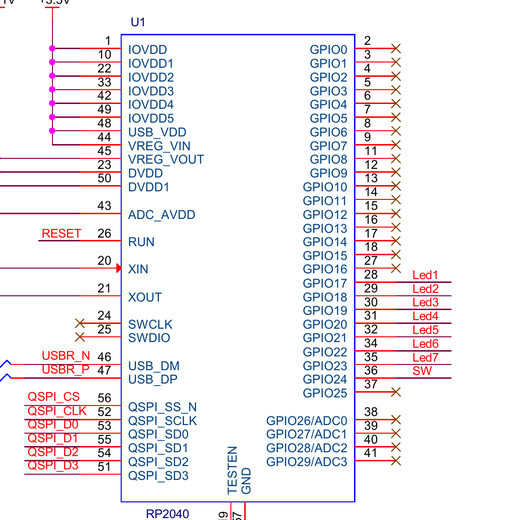 U1
1 IOVDD GPIO0 2
10 IOVDD1 GPIO1 3
22 IOVDD2 GPIO2 4
33 IOVDD3 GPIO3 5
42 IOVDD4 GPIO4 6
49 IOVDD5 GPIO5 7
48 USB_VDD GPIO6 8
44 VREG_VIN GPIO7 9
45 VREG_VOUT GPIO8 11
23 DVDD GPIO9 12
50 DVDD1 GPIO10 13
GPIO11 14
43 ADC_AVDD GPIO12 15
GPIO13 16
RESET 26 RUN GPIO14 17
GPIO15 18
20 XIN GPIO16 27
GPIO17 28 Led1
21 XOUT GPIO18 29 Led2
GPIO19 30 Led3
24 SWCLK GPIO20 31 Led4
25 SWDIO GPIO21 32 Led5
GPIO22 34 Led6
USBR_N 46 USB_DM GPIO23 35 Led7
USBR_P 47 USB_DP GPIO24 36 SW
GPIO25 37
QSPI_CS 56 QSPI_SS_N
QSPI_CLK 52 QSPI_SCLK GPIO26/ADC0 38
QSPI_D0 53 QSPI_SD0 GPIO27/ADC1 39
QSPI_D1 55 QSPI_SD1 GPIO28/ADC2 40
QSPI_D2 54 QSPI_SD2 GPIO29/ADC3 41
QSPI_D3 51 QSPI_SD3
TESTEN
GND
RP2040